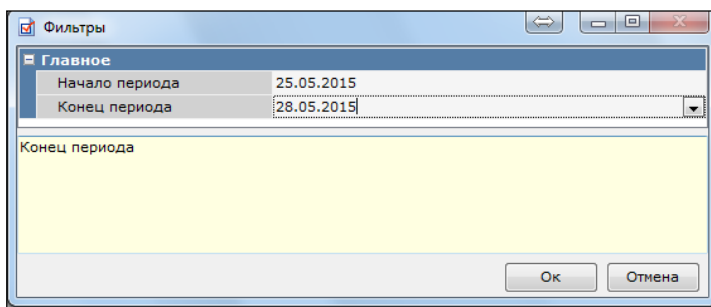 Фильтры
Главное
Начало периода 25.05.2015
Конец периода 28.05.2015
Конец периода
Ок Отмена